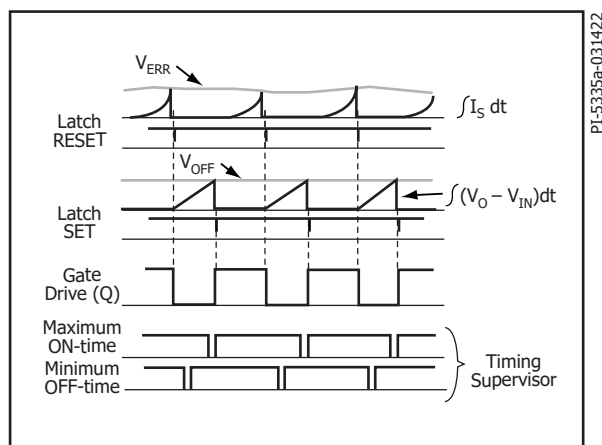 V_ERR
∫I_S dt
Latch
RESET
V_OFF
∫(V_O – V_IN)dt
Latch
SET
Gate
Drive (Q)
Maximum
ON-time
Minimum
OFF-time
Timing
Supervisor
PI-5335a-031422